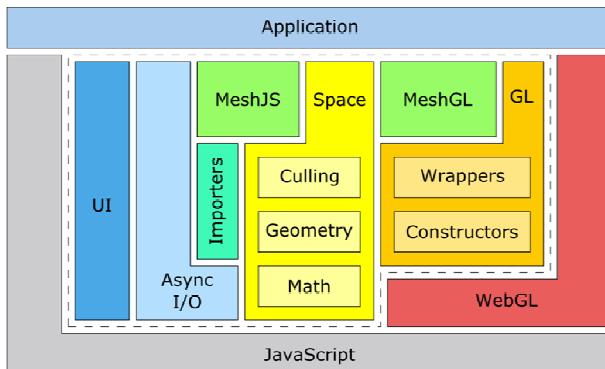 Application
MeshJS
Space
MeshGL
GL
UI
Importers
Culling
Wrappers
Geometry
Constructors
Async
I/O
Math
WebGL
JavaScript